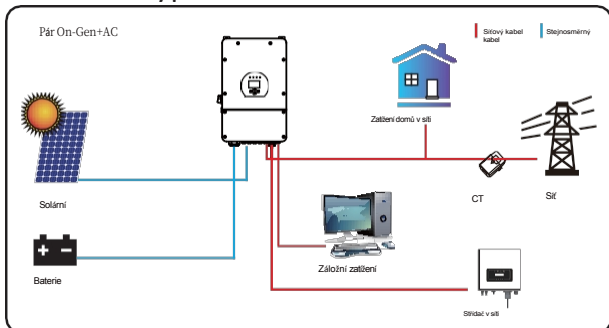 Pár On-Gen+AC
Síťový kabel
kabel
Stejnosměrný
Zatížení domů v síti
CT
Síť
Solární
Záložní zatížení
Baterie
Střídač v síti